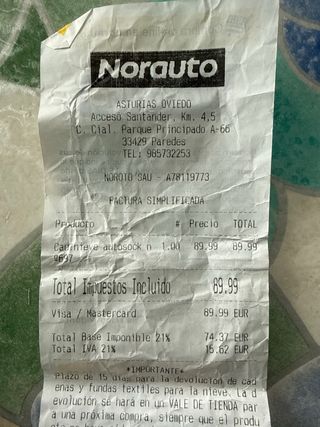 Norauto
ASTURIAS OVIEDO
Acceso Santander, Km. 4,5
C. Cial. Parque Principado A-66
33429 Paredes
TEL: 985732253
NOROTO SAU - A78119773
FACTURA SIMPLIFICADA
Producto # Precio TOTAL
Cadnieve autosock n 1.00 89.99 89.99
9697
Total Impuestos Incluido 89.99
Visa / Mastercard 89.99 EUR
Total Base Imponible 21% 74.37 EUR
Total IVA 21% 15.62 EUR
*IMPORTANTE*
Plazo de 15 días para la devolución de cad
enas y fundas textiles para la nieve. La d
evolución se hará en un VALE DE TIENDA par
a una próxima compra, siempre que el produ